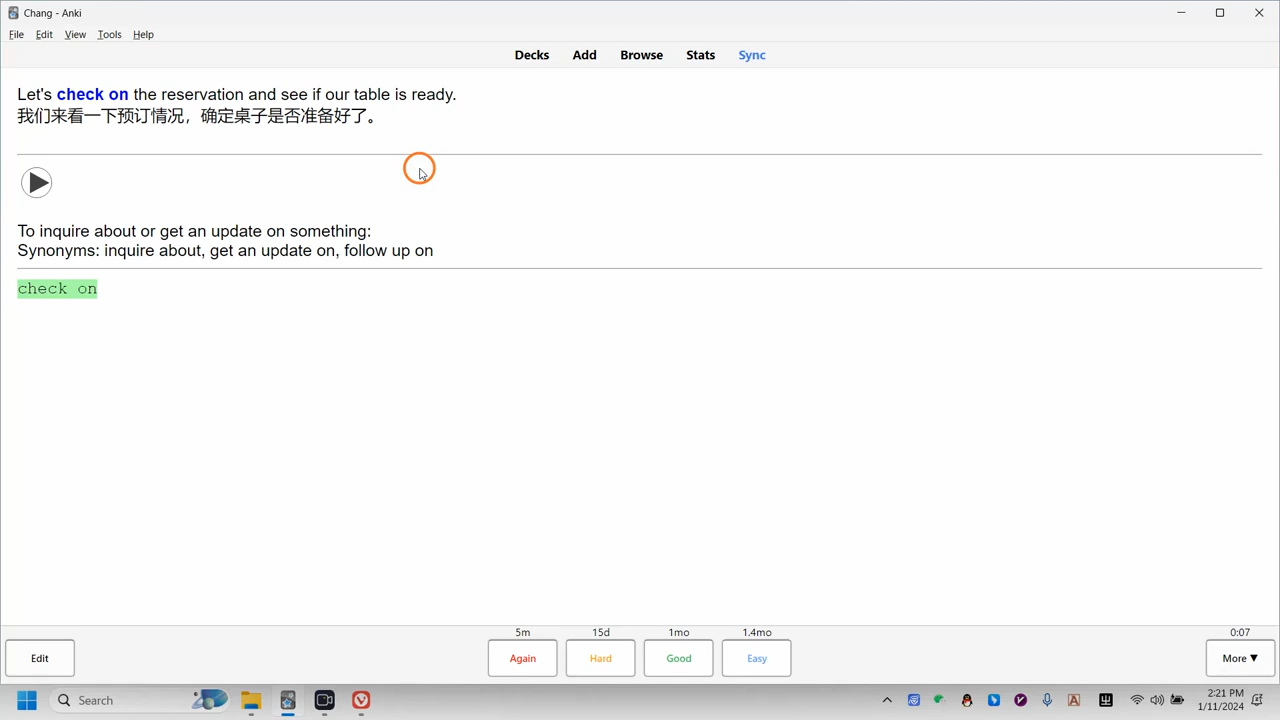 Chang - Anki
File Edit View Tools Help
Decks Add Browse Stats Sync
Let's check on the reservation and see if our table is ready.
我们来看一下预订情况，确定桌子是否准备好了。
To inquire about or get an update on something:
Synonyms: inquire about, get an update on, follow up on
check on
5m 15d 1mo 1.4mo 0:07
Edit Again Hard Good Easy More ▼
Search
2:21 PM
1/11/2024